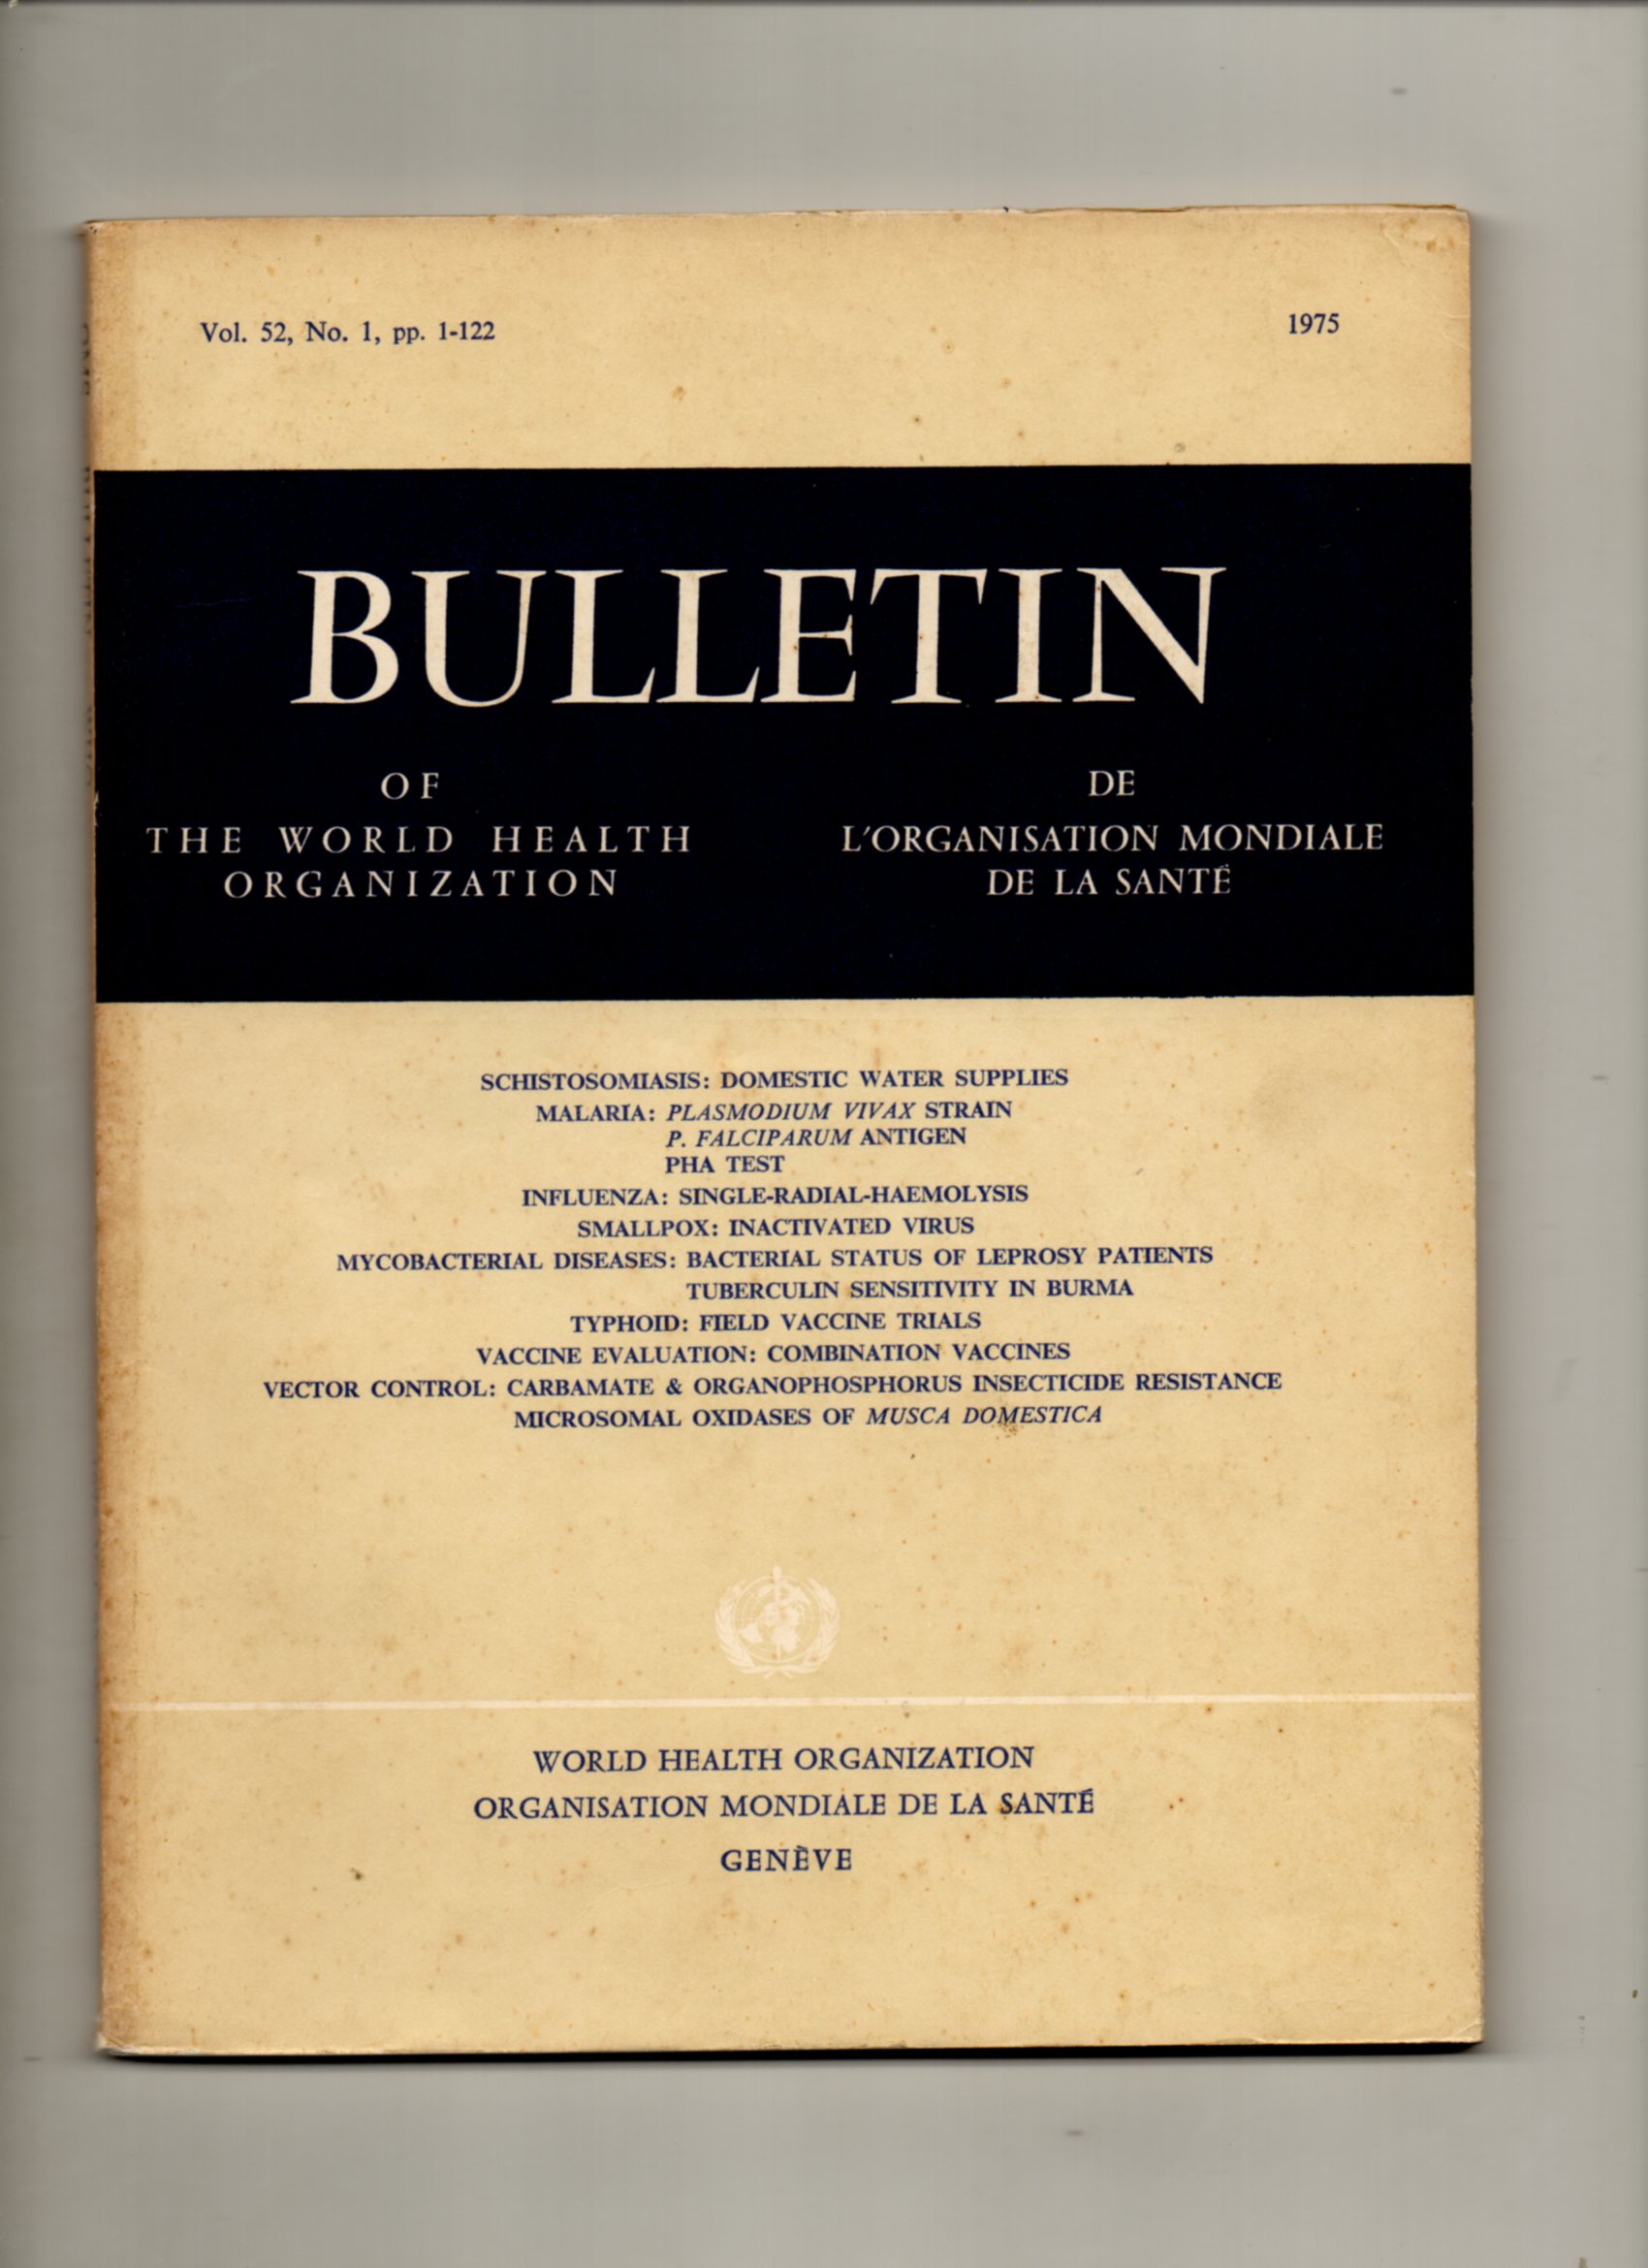 Vol. 52, No. 1, pp. 1-122
1975
BULLETIN
OF
THE WORLD HEALTH
ORGANIZATION
DE
L'ORGANISATION MONDIALE
DE LA SANTÉ
SCHISTOSOMIASIS: DOMESTIC WATER SUPPLIES
MALARIA: PLASMODIUM VIVAX STRAIN
P. FALCIPARUM ANTIGEN
PHA TEST
INFLUENZA: SINGLE-RADIAL-HAEMOLYSIS
SMALLPOX: INACTIVATED VIRUS
MYCOBACTERIAL DISEASES: BACTERIAL STATUS OF LEPROSY PATIENTS
TUBERCULIN SENSITIVITY IN BURMA
TYPHOID: FIELD VACCINE TRIALS
VACCINE EVALUATION: COMBINATION VACCINES
VECTOR CONTROL: CARBAMATE & ORGANOPHOSPHORUS INSECTICIDE RESISTANCE
MICROSOMAL OXIDASES OF MUSCA DOMESTICA
WORLD HEALTH ORGANIZATION
ORGANISATION MONDIALE DE LA SANTÉ
GENÈVE